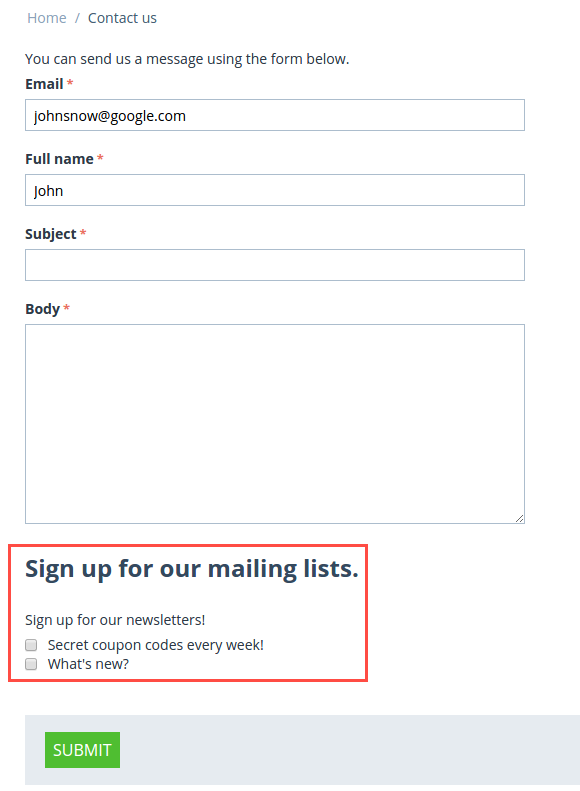 Home / Contact us
You can send us a message using the form below.
Email *
johnsnow@google.com
Full name *
John
Subject *
Body *
Sign up for our mailing lists.
Sign up for our newsletters!
Secret coupon codes every week!
What's new?
SUBMIT